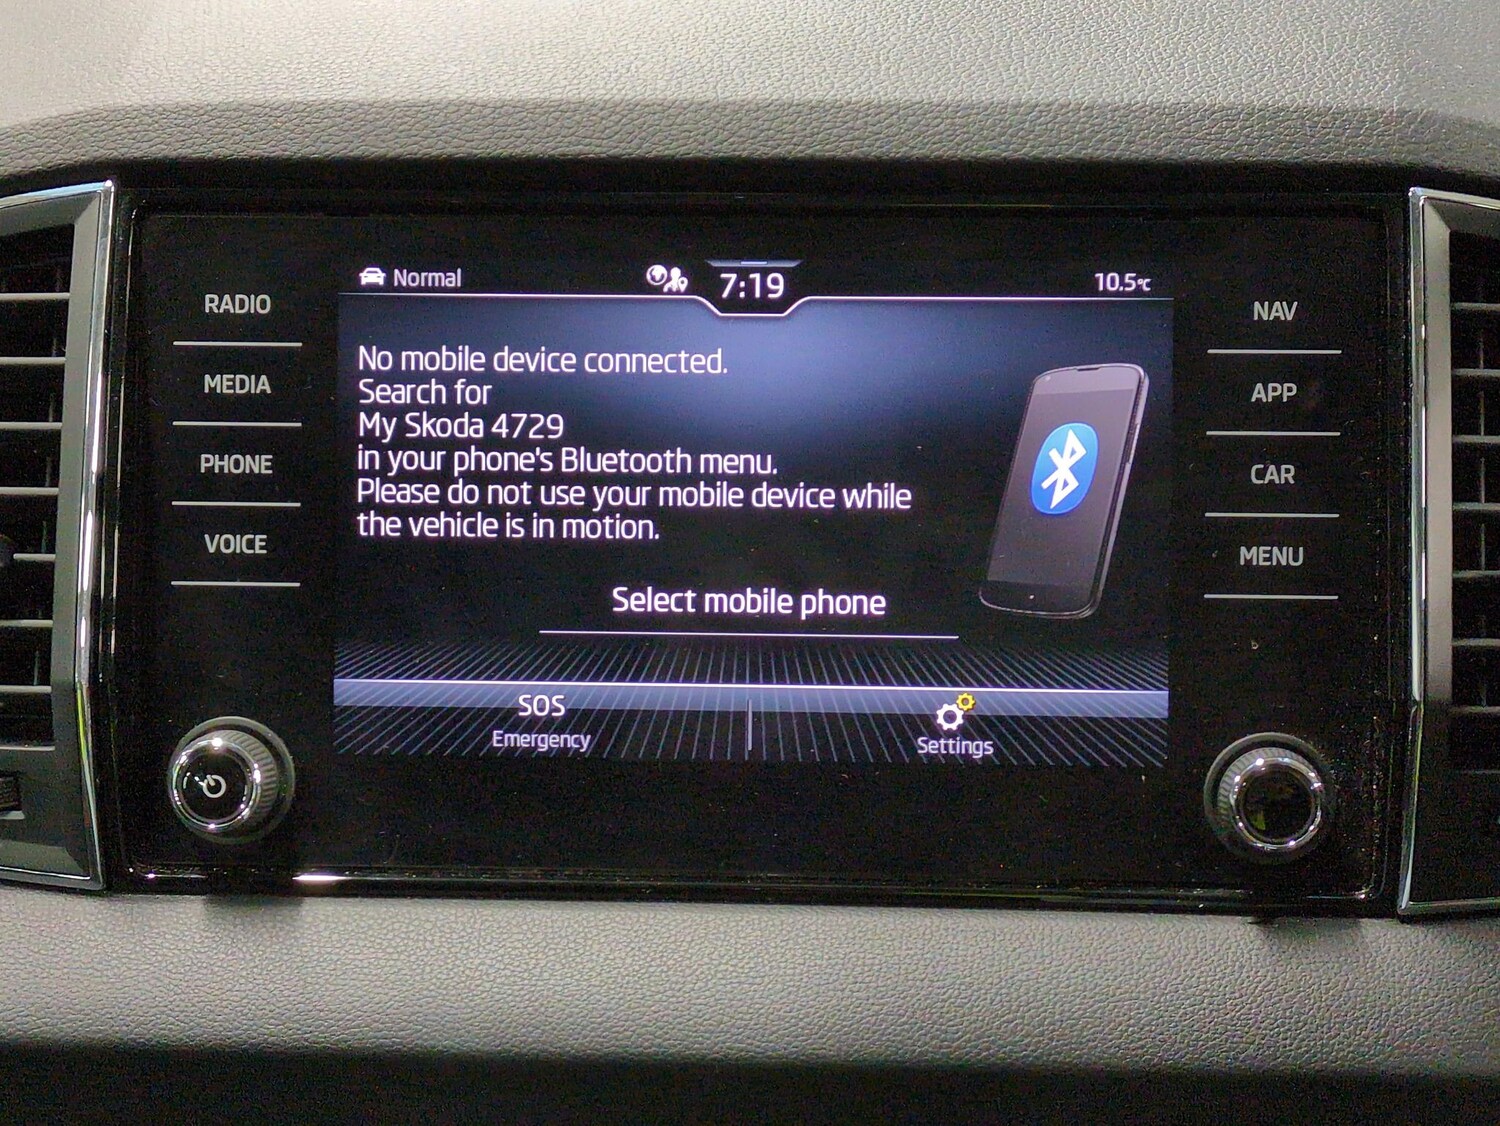 Normal
7:19
10.5°C
RADIO
MEDIA
PHONE
VOICE
No mobile device connected.
Search for
My Skoda 4729
in your phone's Bluetooth menu.
Please do not use your mobile device while
the vehicle is in motion.
Select mobile phone
SOS
Emergency
Settings
NAV
APP
CAR
MENU